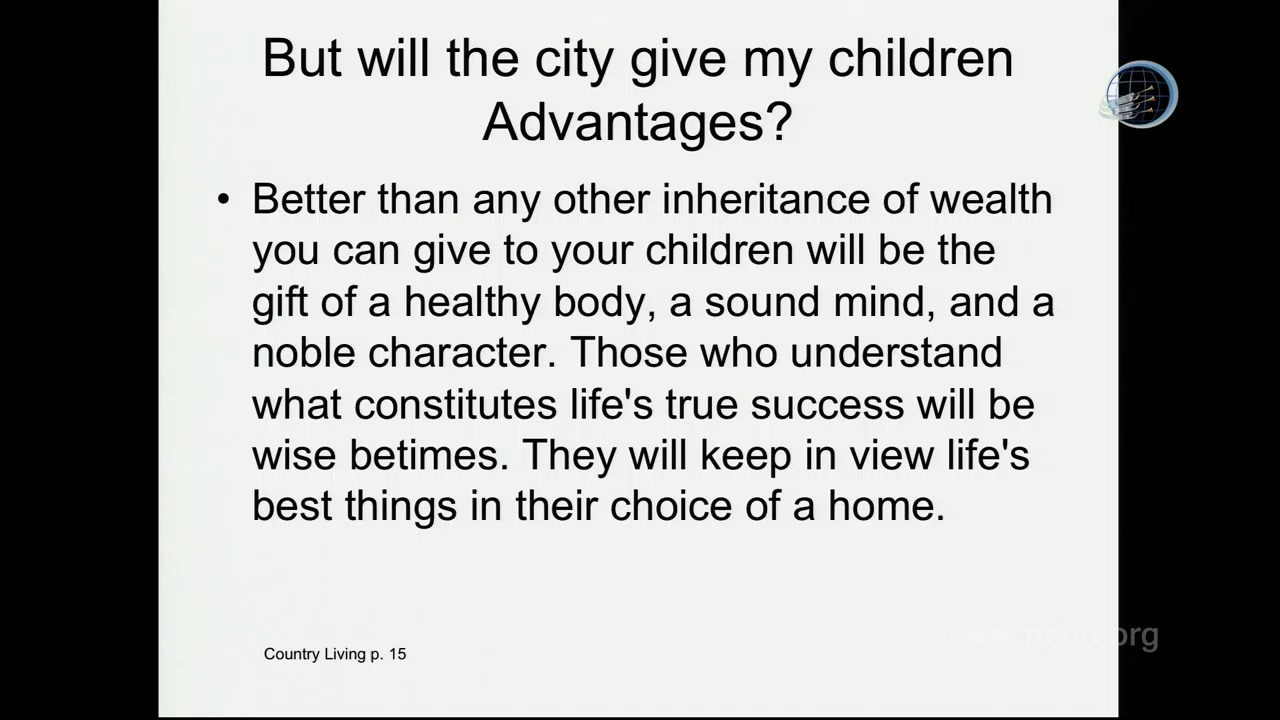 But will the city give my children
Advantages?
• Better than any other inheritance of wealth
you can give to your children will be the
gift of a healthy body, a sound mind, and a
noble character. Those who understand
what constitutes life's true success will be
wise betimes. They will keep in view life's
best things in their choice of a home.
Country Living p. 15